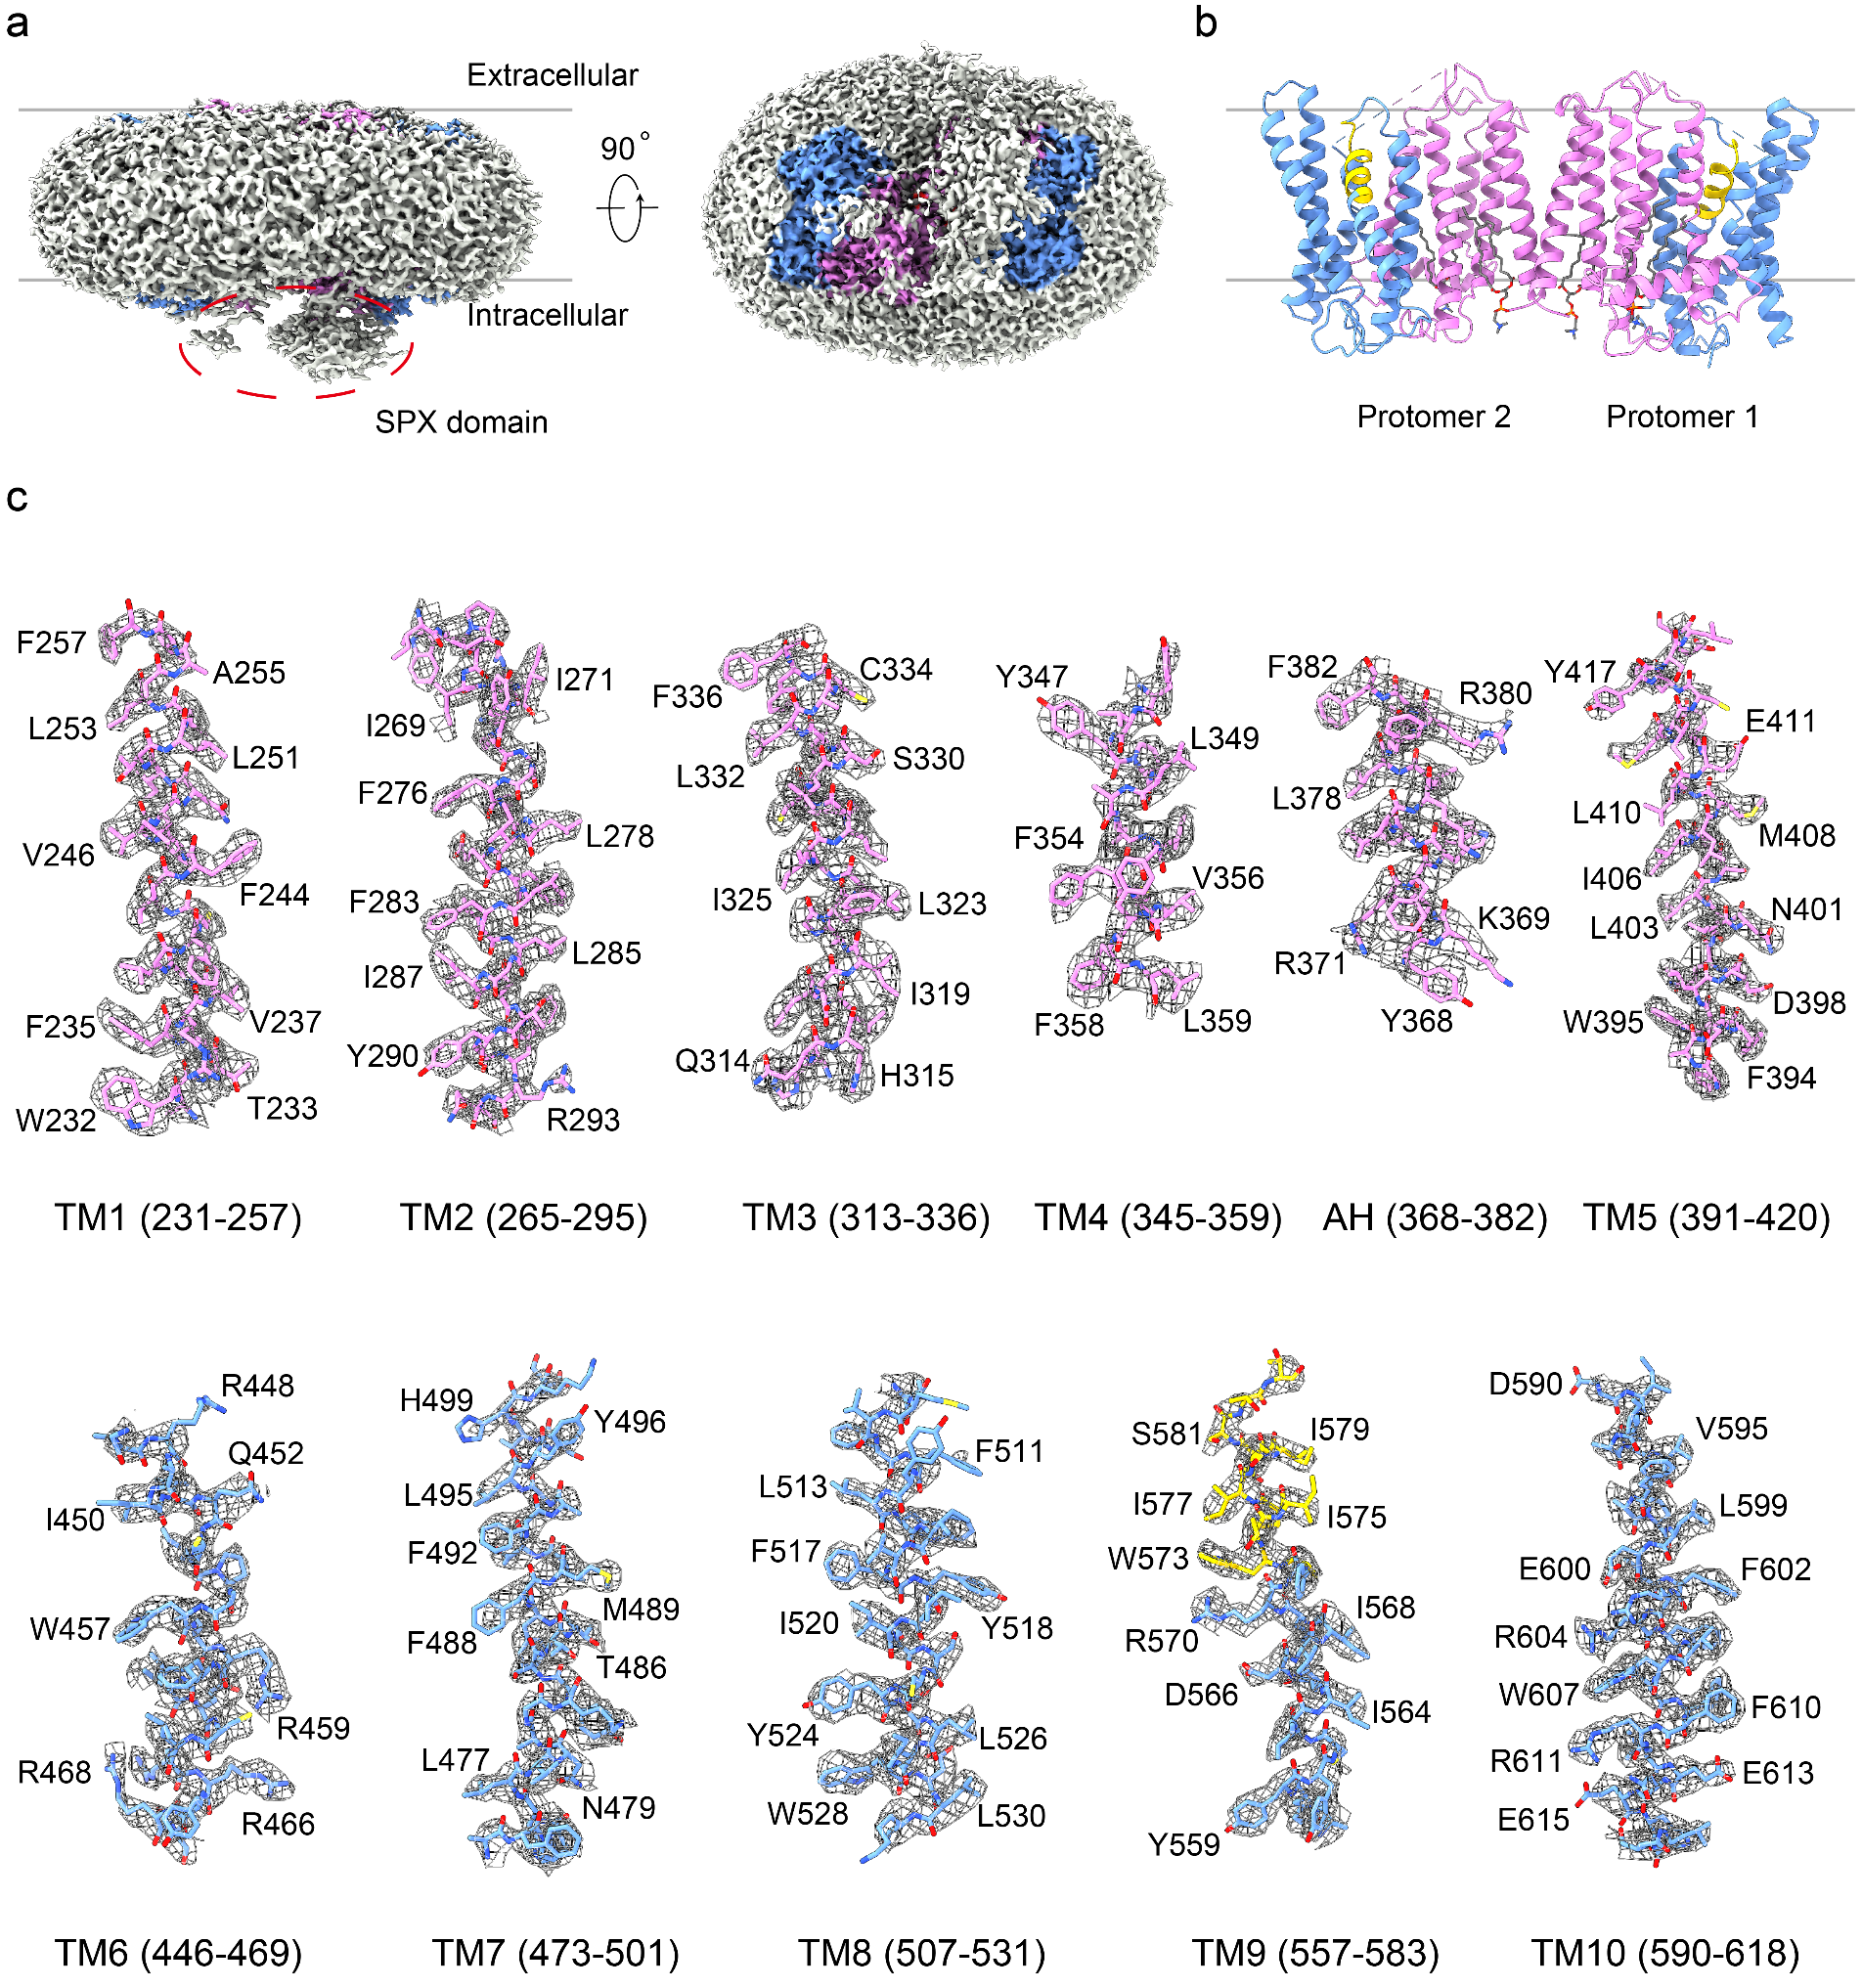 a
Extracellular
90°
Intracellular
SPX domain
b
Protomer 2 Protomer 1
c
F257
A255
L253
L251
V246
F244
F235
V237
W232
T233
TM1 (231-257)
I271
I269
F276
L278
F283
L285
I287
Y290
R293
TM2 (265-295)
C334
F336
S330
L332
I325
L323
I319
Q314
H315
TM3 (313-336)
Y347
L349
F354
V356
F358
L359
TM4 (345-359)
F382
R380
L378
K369
R371
Y368
AH (368-382)
Y417
E411
L410
M408
I406
N401
L403
D398
W395
F394
TM5 (391-420)
R448
Q452
I450
W457
R459
R468
R466
TM6 (446-469)
H499
Y496
L495
F492
M489
F488
T486
L477
N479
TM7 (473-501)
F511
L513
F517
I520
Y518
Y524
L526
W528
L530
TM8 (507-531)
S581
I579
I577
I575
W573
I568
R570
D566
I564
Y559
TM9 (557-583)
D590
V595
L599
E600
F602
R604
W607
F610
R611
E613
E615
TM10 (590-618)